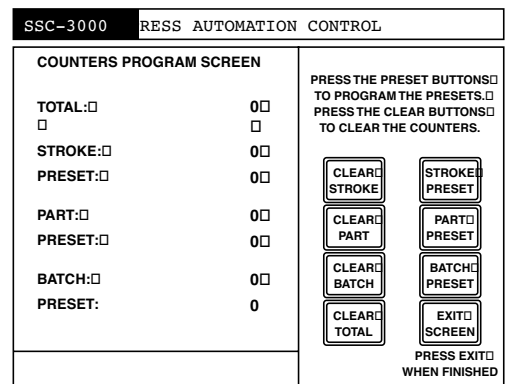 SSC-3000 RESS AUTOMATION CONTROL
COUNTERS PROGRAM SCREEN
TOTAL:□ 0□
□ □
STROKE:□ 0□
PRESET:□ 0□
PART:□ 0□
PRESET:□ 0□
BATCH:□ 0□
PRESET: 0
PRESS THE PRESET BUTTONS□
TO PROGRAM THE PRESETS.□
PRESS THE CLEAR BUTTONS□
TO CLEAR THE COUNTERS.
CLEAR□
STROKE
STROKE□
PRESET
CLEAR□
PART
PART□
PRESET
CLEAR□
BATCH
BATCH□
PRESET
CLEAR□
TOTAL
EXIT□
SCREEN
PRESS EXIT□
WHEN FINISHED